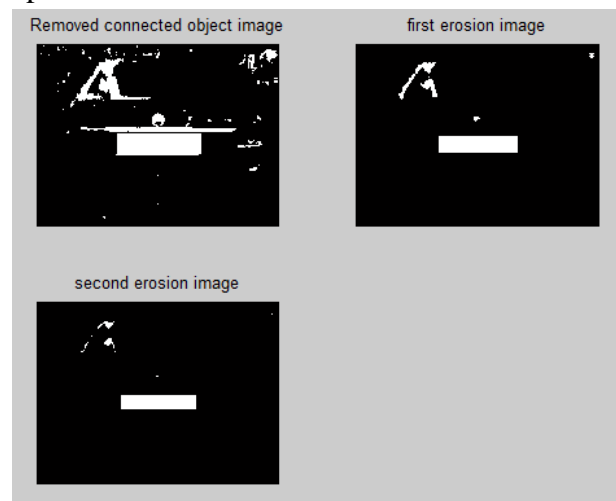 Removed connected object image
first erosion image
second erosion image